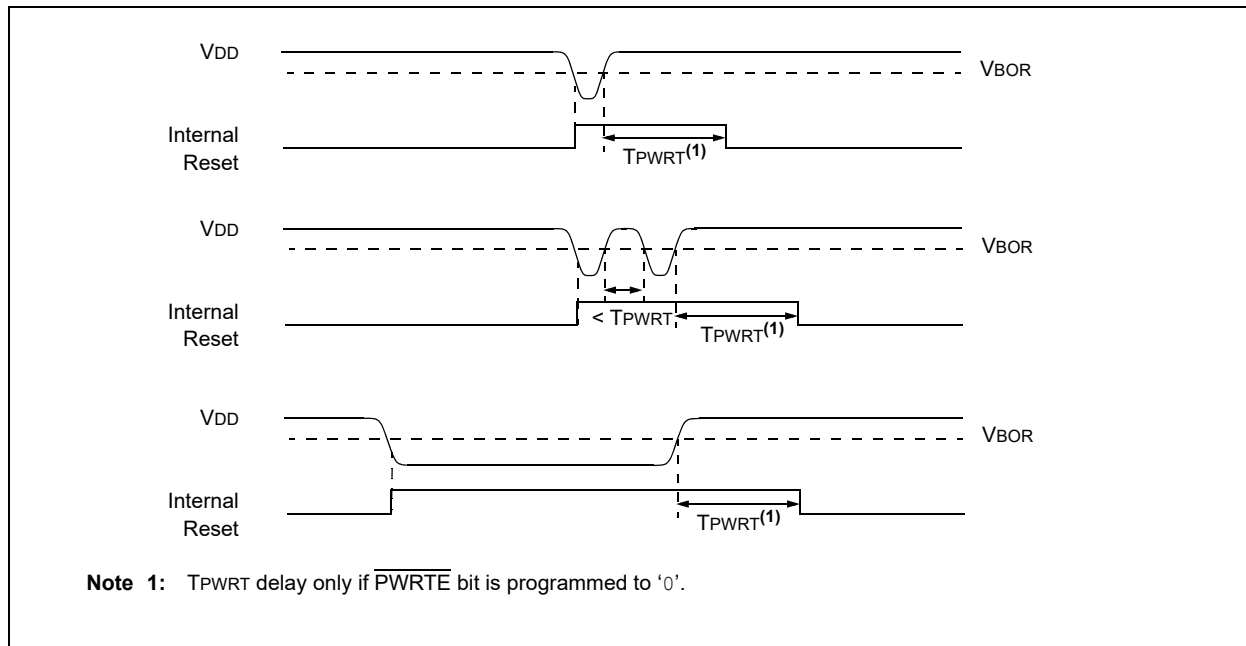 VDD
VBOR
Internal
Reset
TPWRT(1)
VDD
VBOR
Internal
Reset
< TPWRT
TPWRT(1)
VDD
VBOR
Internal
Reset
TPWRT(1)
Note 1: TPWRT delay only if PWRTE bit is programmed to ‘0’.